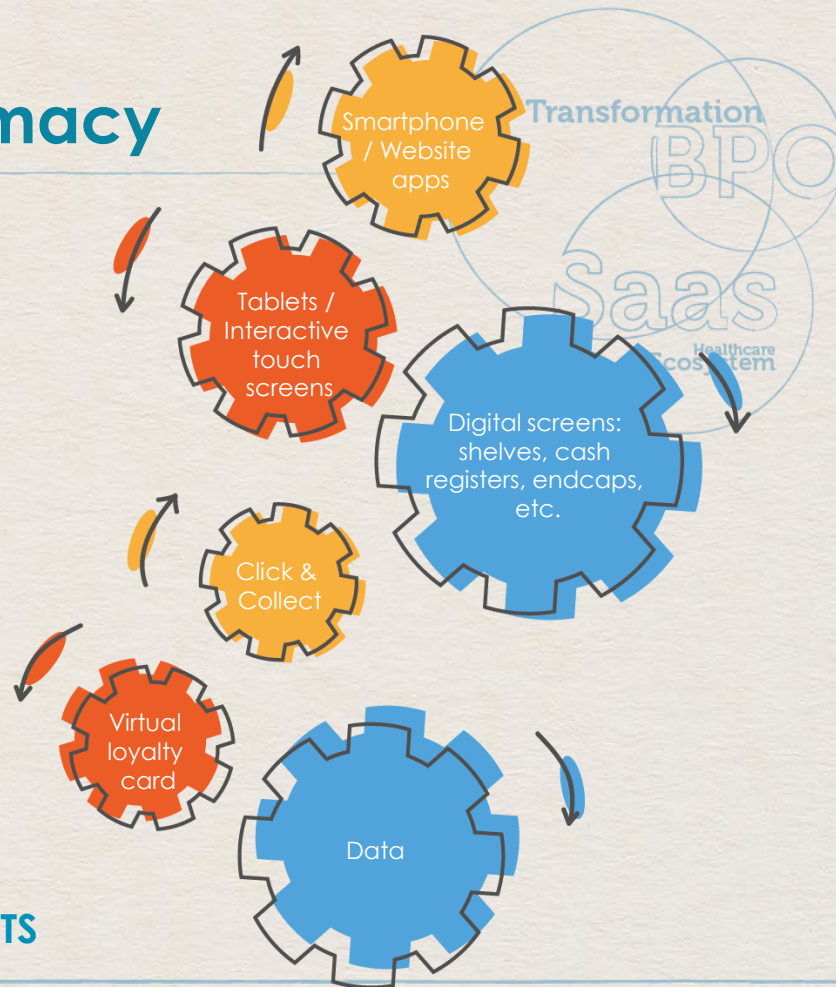 macy
Smartphone
/ Website
apps
Transformation
BPO
Saas
Healthcare
cosystem
Tablets /
Interactive
touch
screens
Digital screens:
shelves, cash
registers, endcaps,
etc.
Click &
Collect
Virtual
loyalty
card
Data
TS